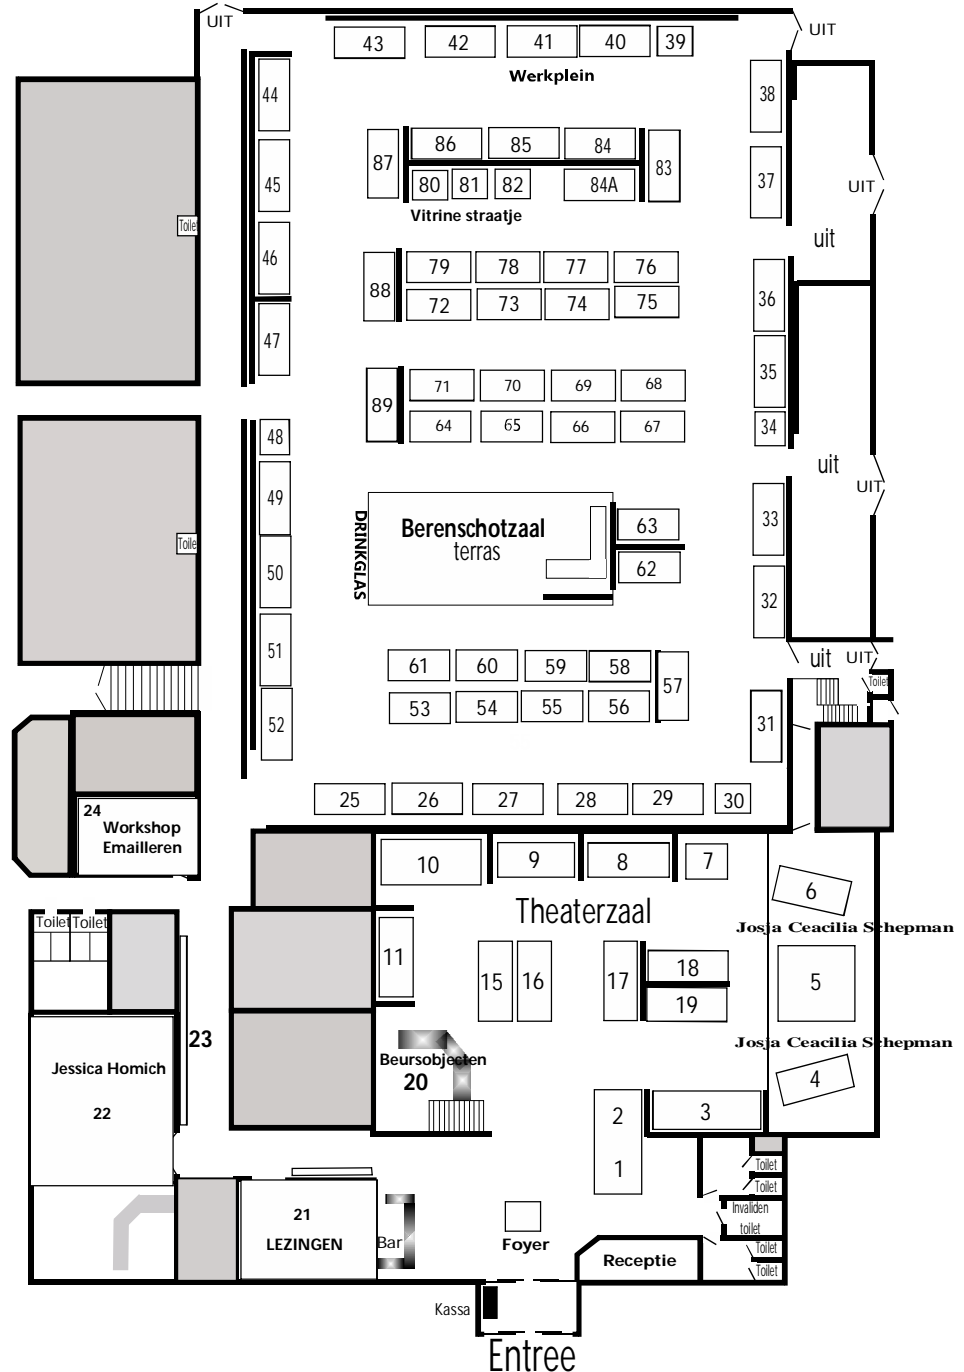 UIT
UIT
43
42
41
40
39
Werkplein
44
38
87
86
85
84
83
45
80
81
82
84A
37
UIT
Vitrine straatje
Toilet
uit
46
88
79
78
77
76
36
72
73
74
75
47
35
89
71
70
69
68
64
65
66
67
34
48
uit
UIT
49
DRINKGLAS
Berenschotzaal
terras
63
33
Toile
50
62
32
51
61
60
59
58
57
uit
UIT
Toilet
52
53
54
55
56
31
25
26
27
28
29
30
24
Workshop
Emailleren
10
9
8
7
6
Theaterzaal
Josja Ceacilia Schepman
Toilet
Toilet
11
15
16
17
18
19
5
23
Josja Ceacilia Schepman
Jessica Homich
22
Beursobjecten
20
4
2
3
1
Toilet
Toilet
Invaliden
toilet
21
LEZINGEN
Bar
Foyer
Receptie
Toilet
Toilet
Kassa
Entree